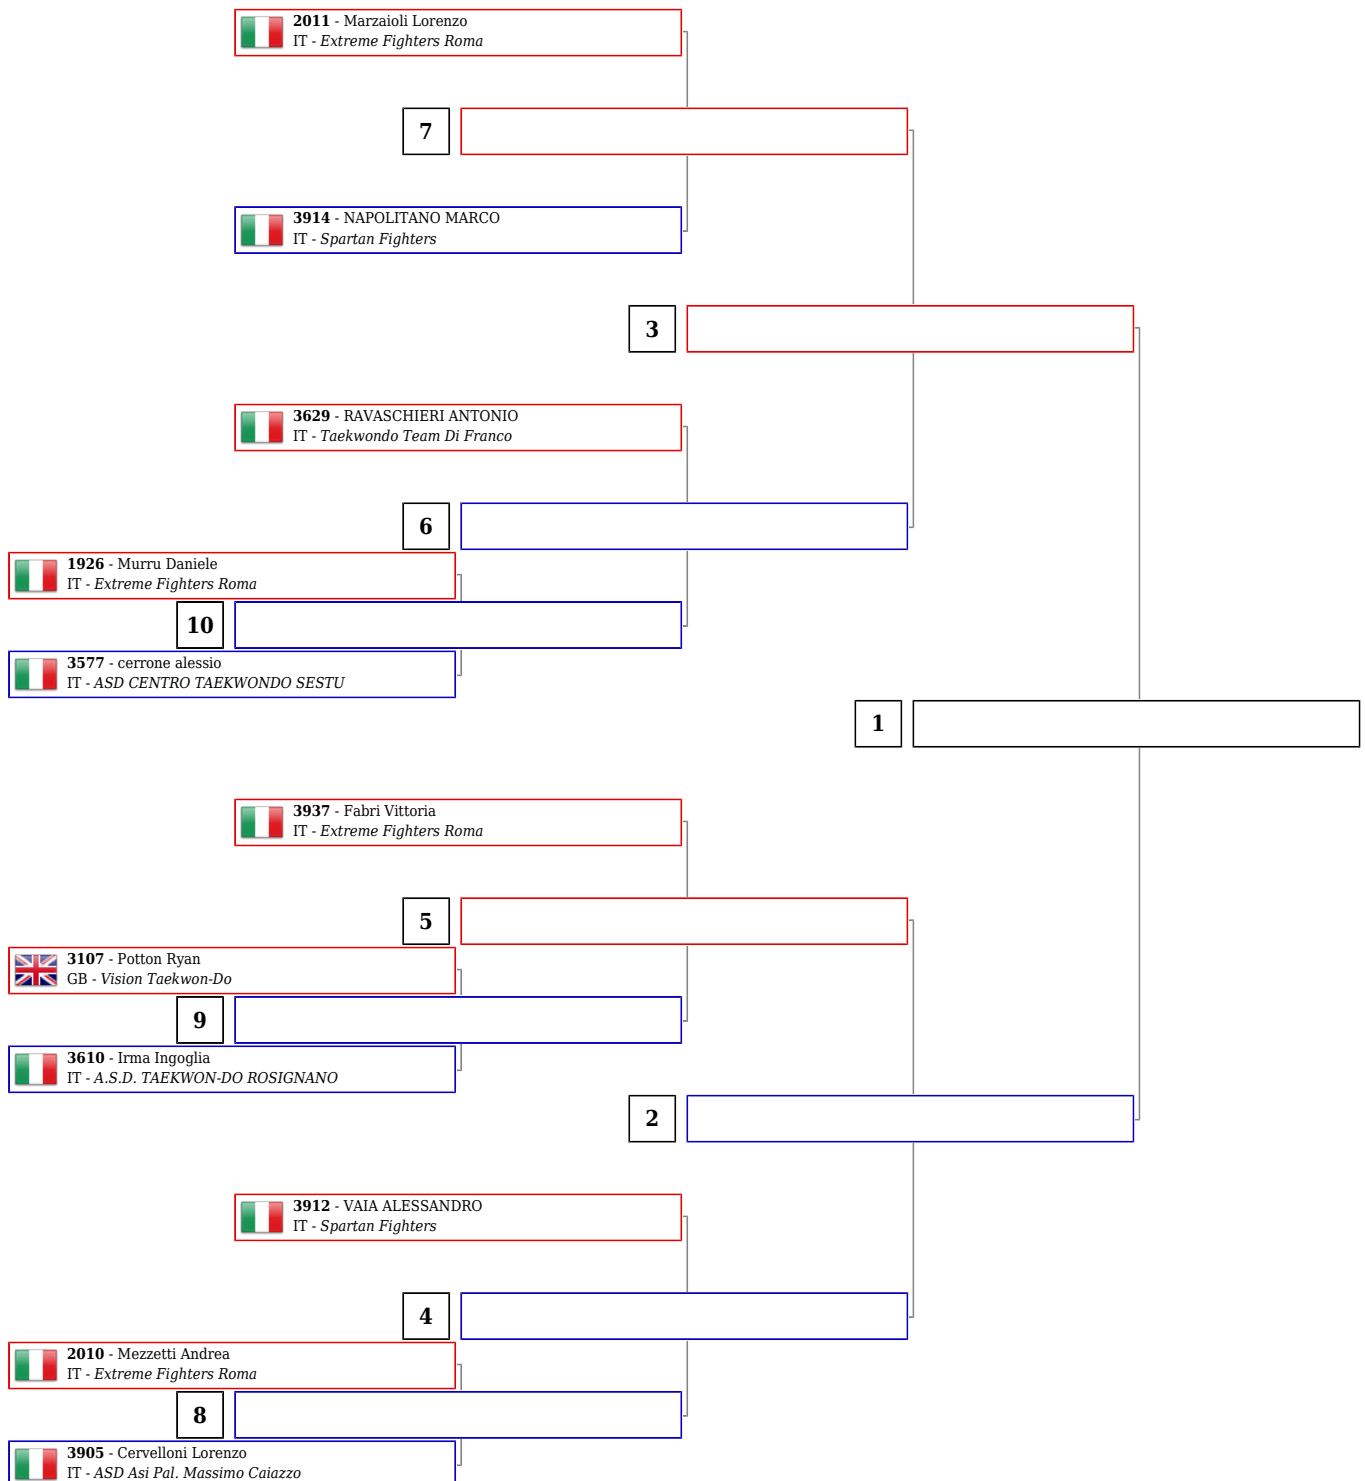 2011 - Marzaioli Lorenzo
IT - Extreme Fighters Roma
7
3914 - NAPOLITANO MARCO
IT - Spartan Fighters
3
3629 - RAVASCHIERI ANTONIO
IT - Taekwondo Team Di Franco
6
1926 - Murru Daniele
IT - Extreme Fighters Roma
10
3577 - cerrone alessio
IT - ASD CENTRO TAEKWONDO SESTU
1
3937 - Fabri Vittoria
IT - Extreme Fighters Roma
5
3107 - Potton Ryan
GB - Vision Taekwon-Do
9
3610 - Irma Ingoglia
IT - A.S.D. TAEKWON-DO ROSIGNANO
2
3912 - VAIA ALESSANDRO
IT - Spartan Fighters
4
2010 - Mezzetti Andrea
IT - Extreme Fighters Roma
8
3905 - Cervelloni Lorenzo
IT - ASD Asi Pal. Massimo Caiazzo